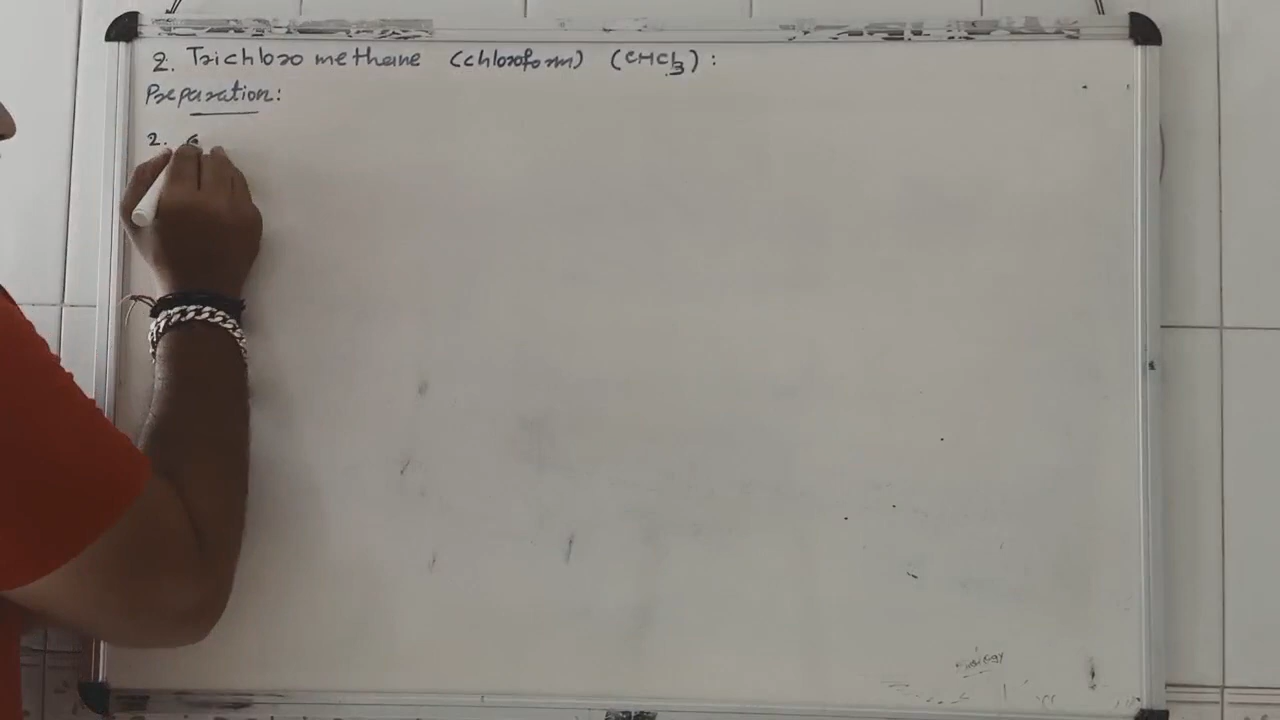 2. Trichloro methane (chloroform) (CHCl3) :
Preparation:
2.